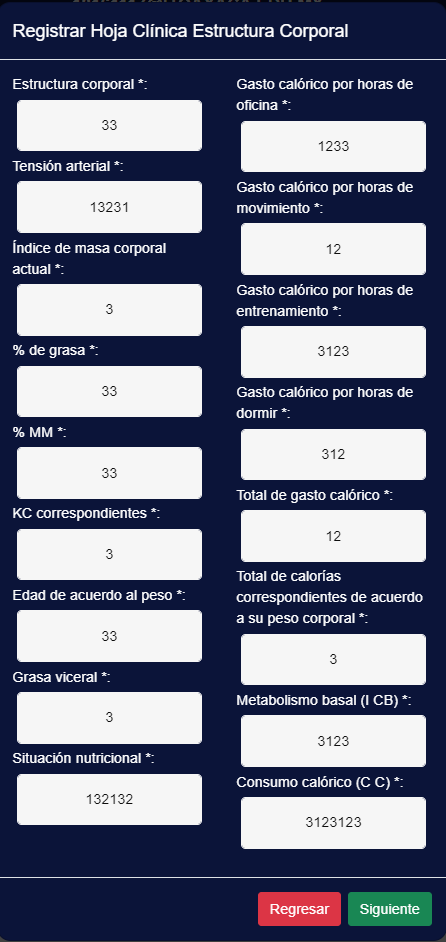 Registrar Hoja Clínica Estructura Corporal
Estructura corporal *:
33
Tensión arterial *:
13231
Índice de masa corporal
actual *:
3
% de grasa *:
33
% MM *:
33
KC correspondientes *:
3
Edad de acuerdo al peso *:
33
Grasa viceral *:
3
Situación nutricional *:
132132
Gasto calórico por horas de
oficina *:
1233
Gasto calórico por horas de
movimiento *:
12
Gasto calórico por horas de
entrenamiento *:
3123
Gasto calórico por horas de
dormir *:
312
Total de gasto calórico *:
12
Total de calorías
correspondientes de acuerdo
a su peso corporal *:
3
Metabolismo basal (I CB) *:
3123
Consumo calórico (C C) *:
3123123
Regresar
Siguiente